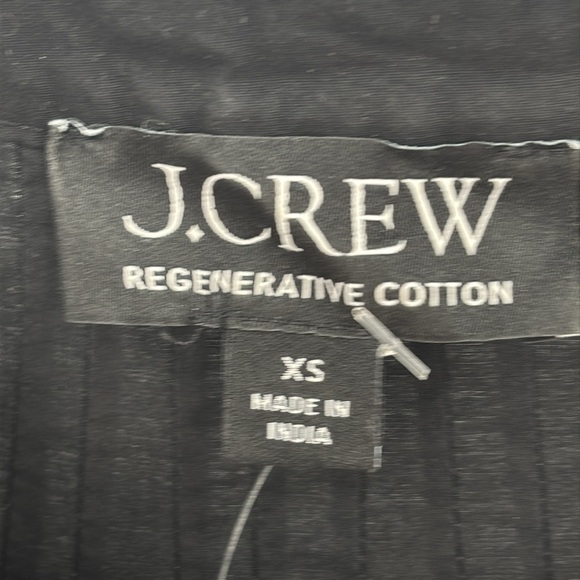 J.CREW
REGENERATIVE COTTON
XS
MADE IN
INDIA